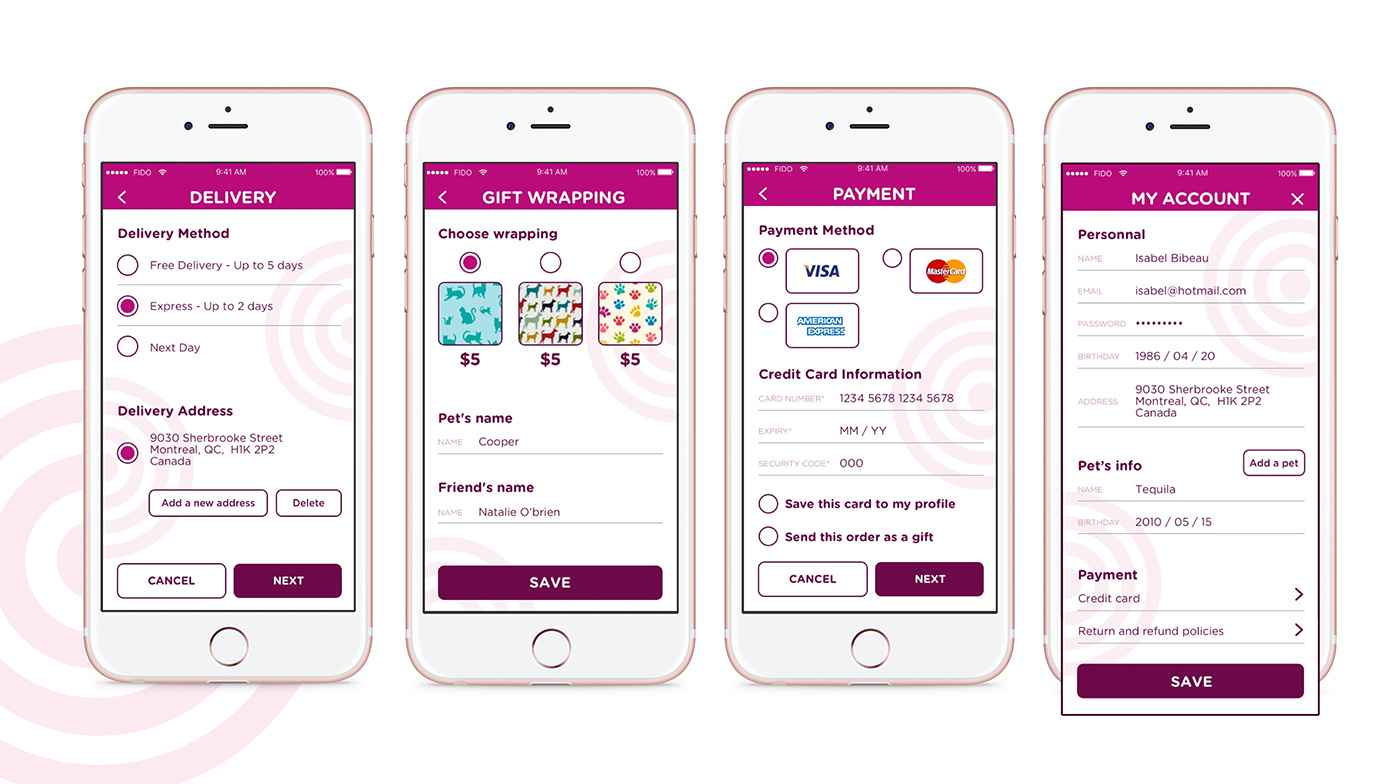 FIDO 9:41 AM 100%
DELIVERY
Delivery Method
Free Delivery - Up to 5 days
Express - Up to 2 days
Next Day
Delivery Address
9030 Sherbrooke Street
Montreal, QC, H1K 2P2
Canada
Add a new address Delete
CANCEL NEXT
FIDO 9:41 AM 100%
GIFT WRAPPING
Choose wrapping
$5 $5 $5
Pet's name
NAME Cooper
Friend's name
NAME Natalie O'brien
SAVE
FIDO 9:41 AM 100%
PAYMENT
Payment Method
VISA MasterCard
AMERICAN
EXPRESS
Credit Card Information
CARD NUMBER* 1234 5678 1234 5678
EXPIRY* MM / YY
SECURITY CODE* 000
Save this card to my profile
Send this order as a gift
CANCEL NEXT
FIDO 9:41 AM 100%
MY ACCOUNT
Personnal
NAME Isabel Bibeau
EMAIL isabel@hotmail.com
PASSWORD •••••••••
BIRTHDAY 1986 / 04 / 20
9030 Sherbrooke Street
ADDRESS Montreal, QC, H1K 2P2
Canada
Pet's info Add a pet
NAME Tequila
BIRTHDAY 2010 / 05 / 15
Payment
Credit card
Return and refund policies
SAVE